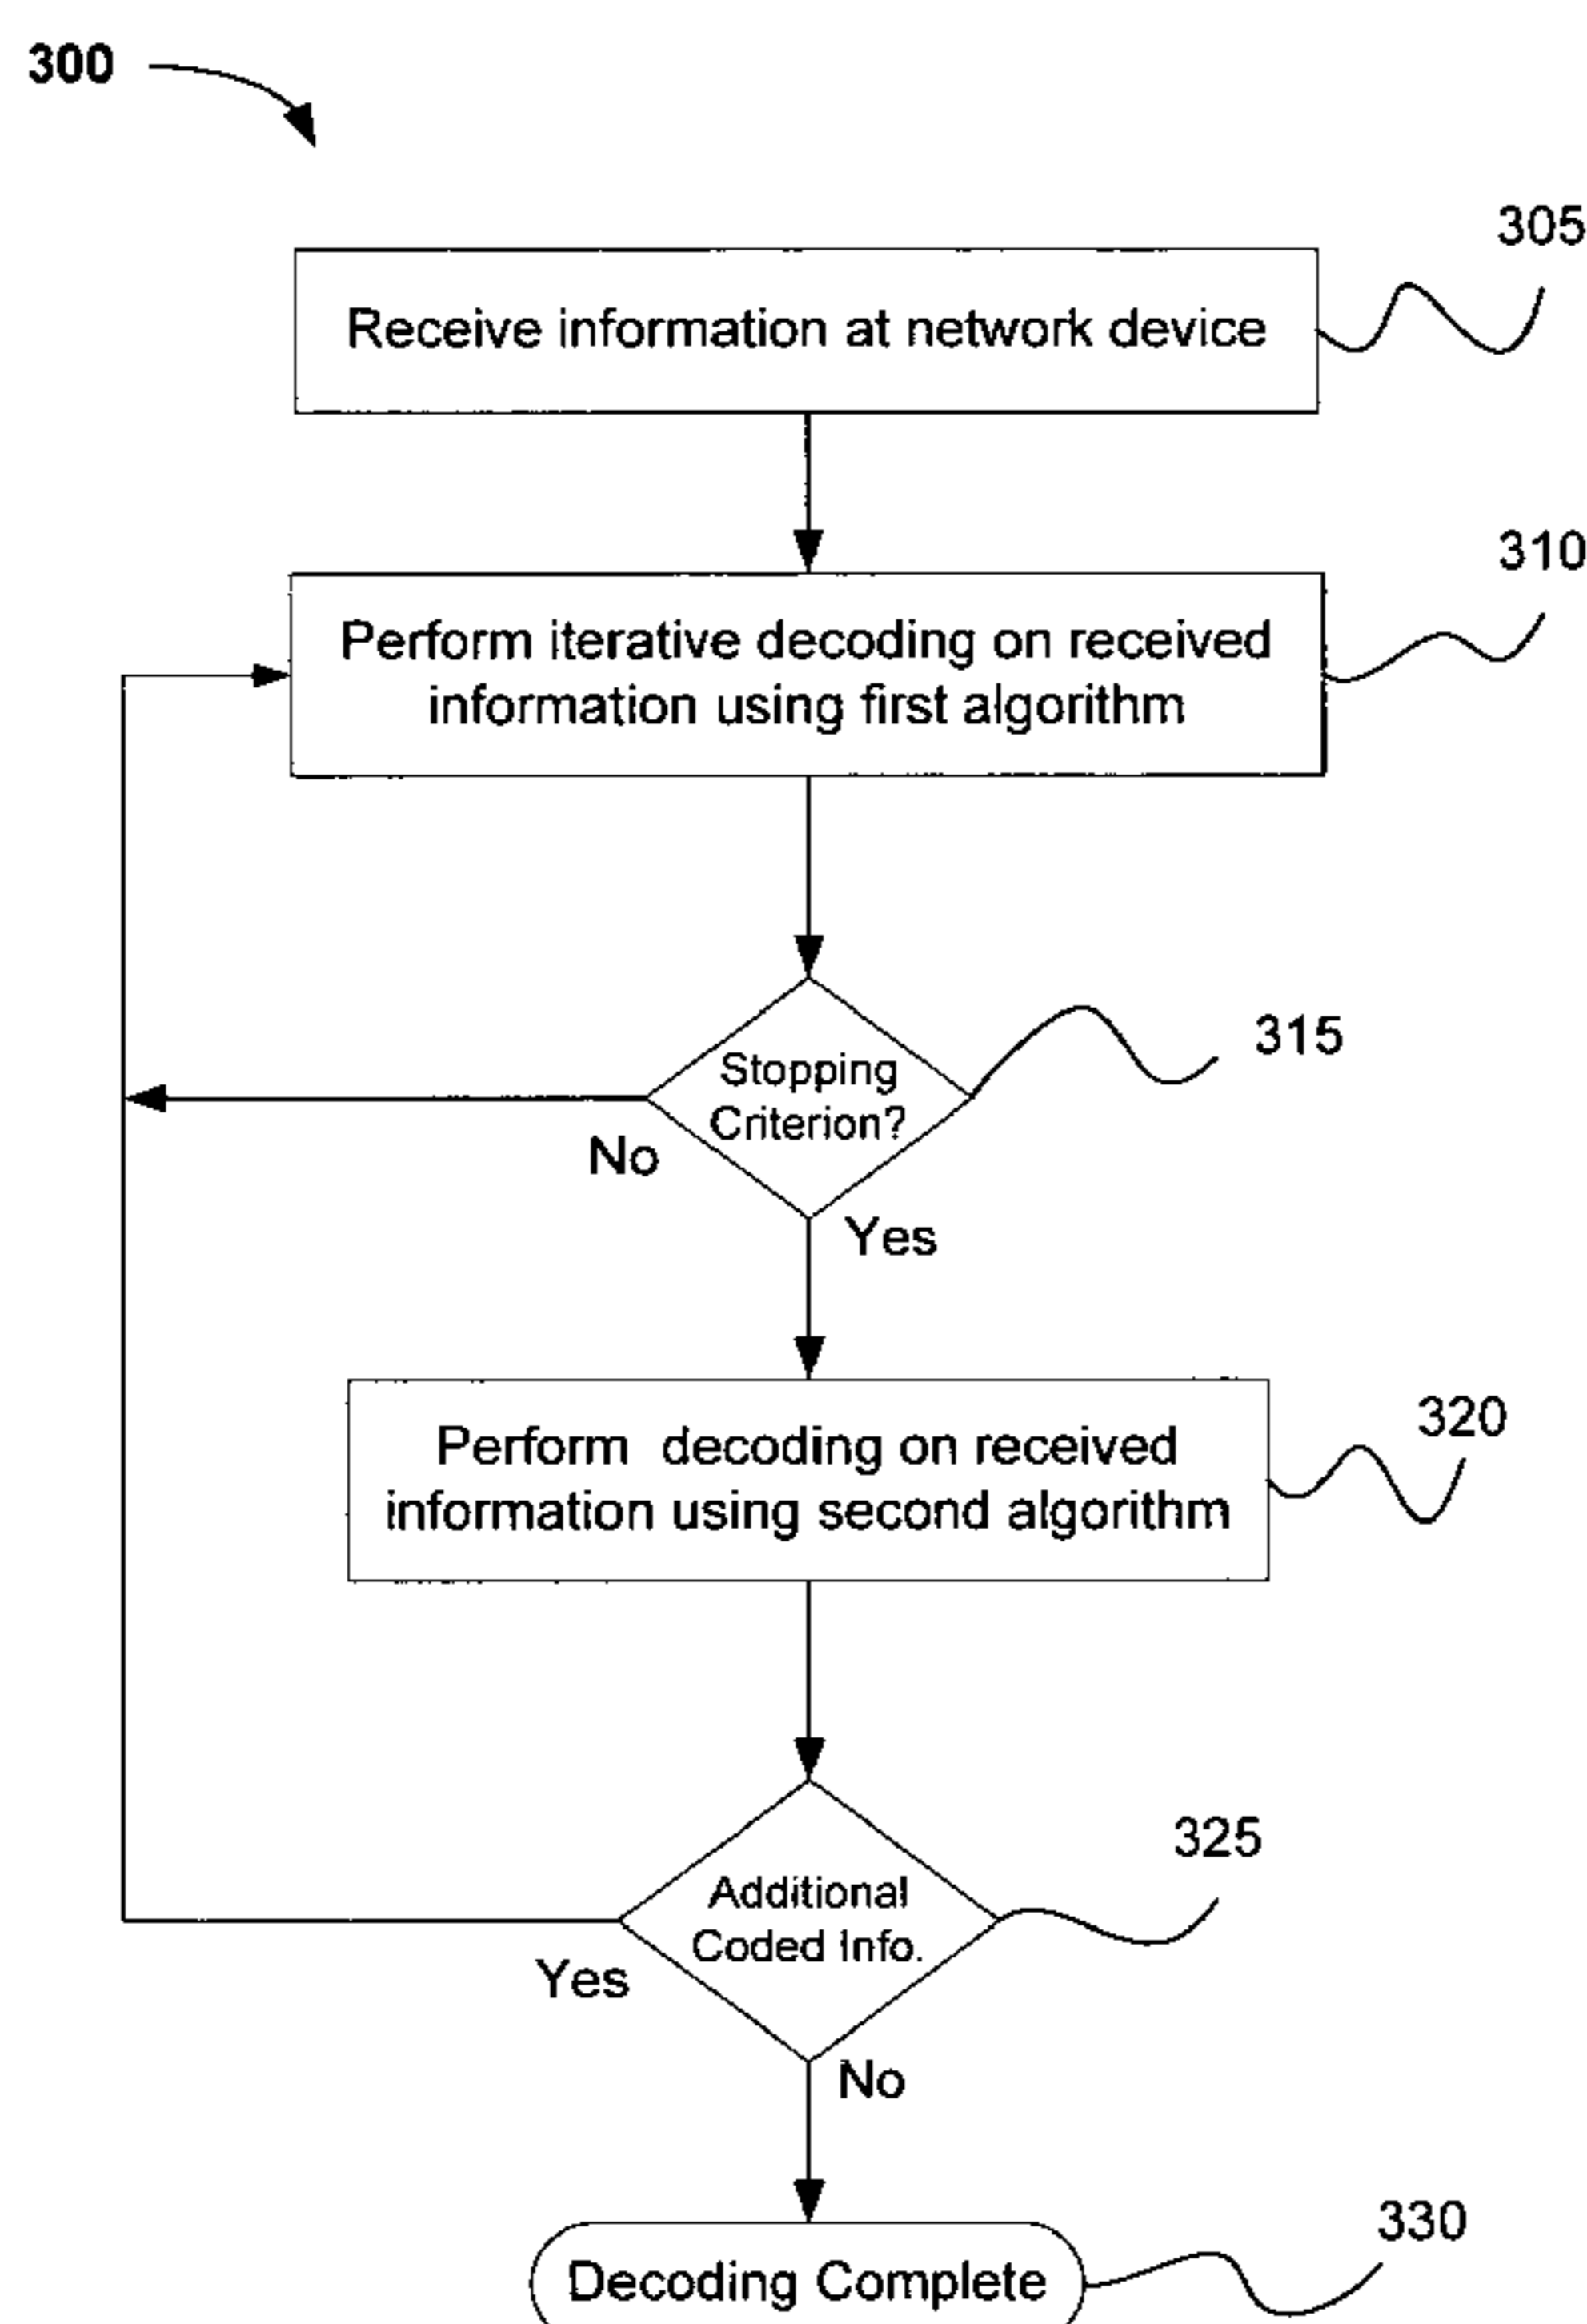 300
305
Receive information at network device
310
Perform iterative decoding on received
information using first algorithm
315
Stopping
Criterion?
No
Yes
320
Perform decoding on received
information using second algorithm
325
Additional
Coded Info.
Yes
No
330
Decoding Complete